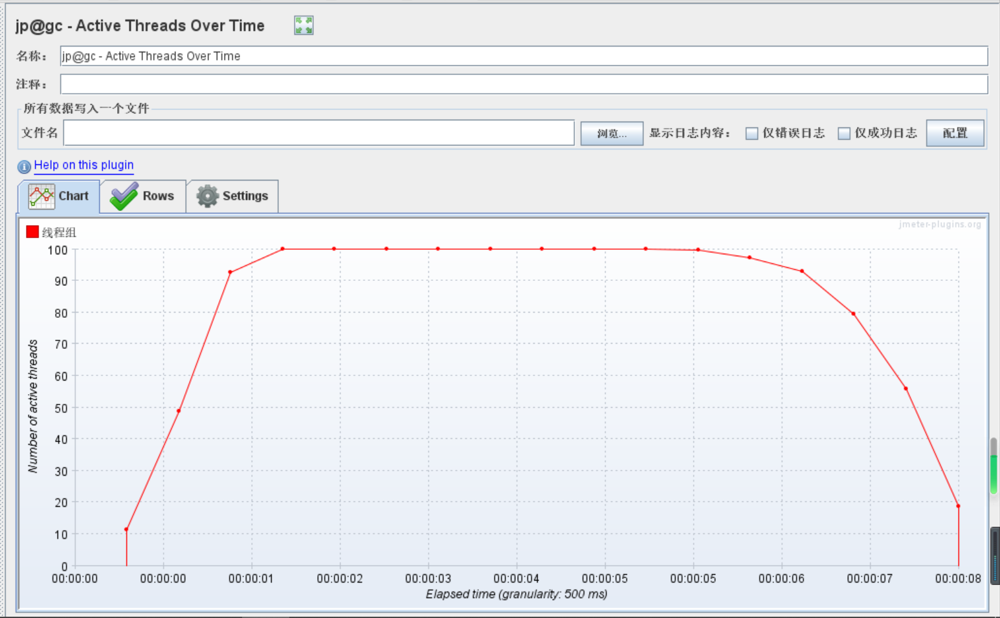 jp@gc - Active Threads Over Time
名称： jp@gc - Active Threads Over Time
注释：
所有数据写入一个文件
文件名 浏览... 显示日志内容： 仅错误日志 仅成功日志 配置
Help on this plugin
Chart Rows Settings
线程组
jmeter-plugins.org
100
90
80
70
60
50
40
30
20
10
0
Number of active threads
00:00:00 00:00:00 00:00:01 00:00:02 00:00:03 00:00:04 00:00:05 00:00:05 00:00:06 00:00:07 00:00:08
Elapsed time (granularity: 500 ms)